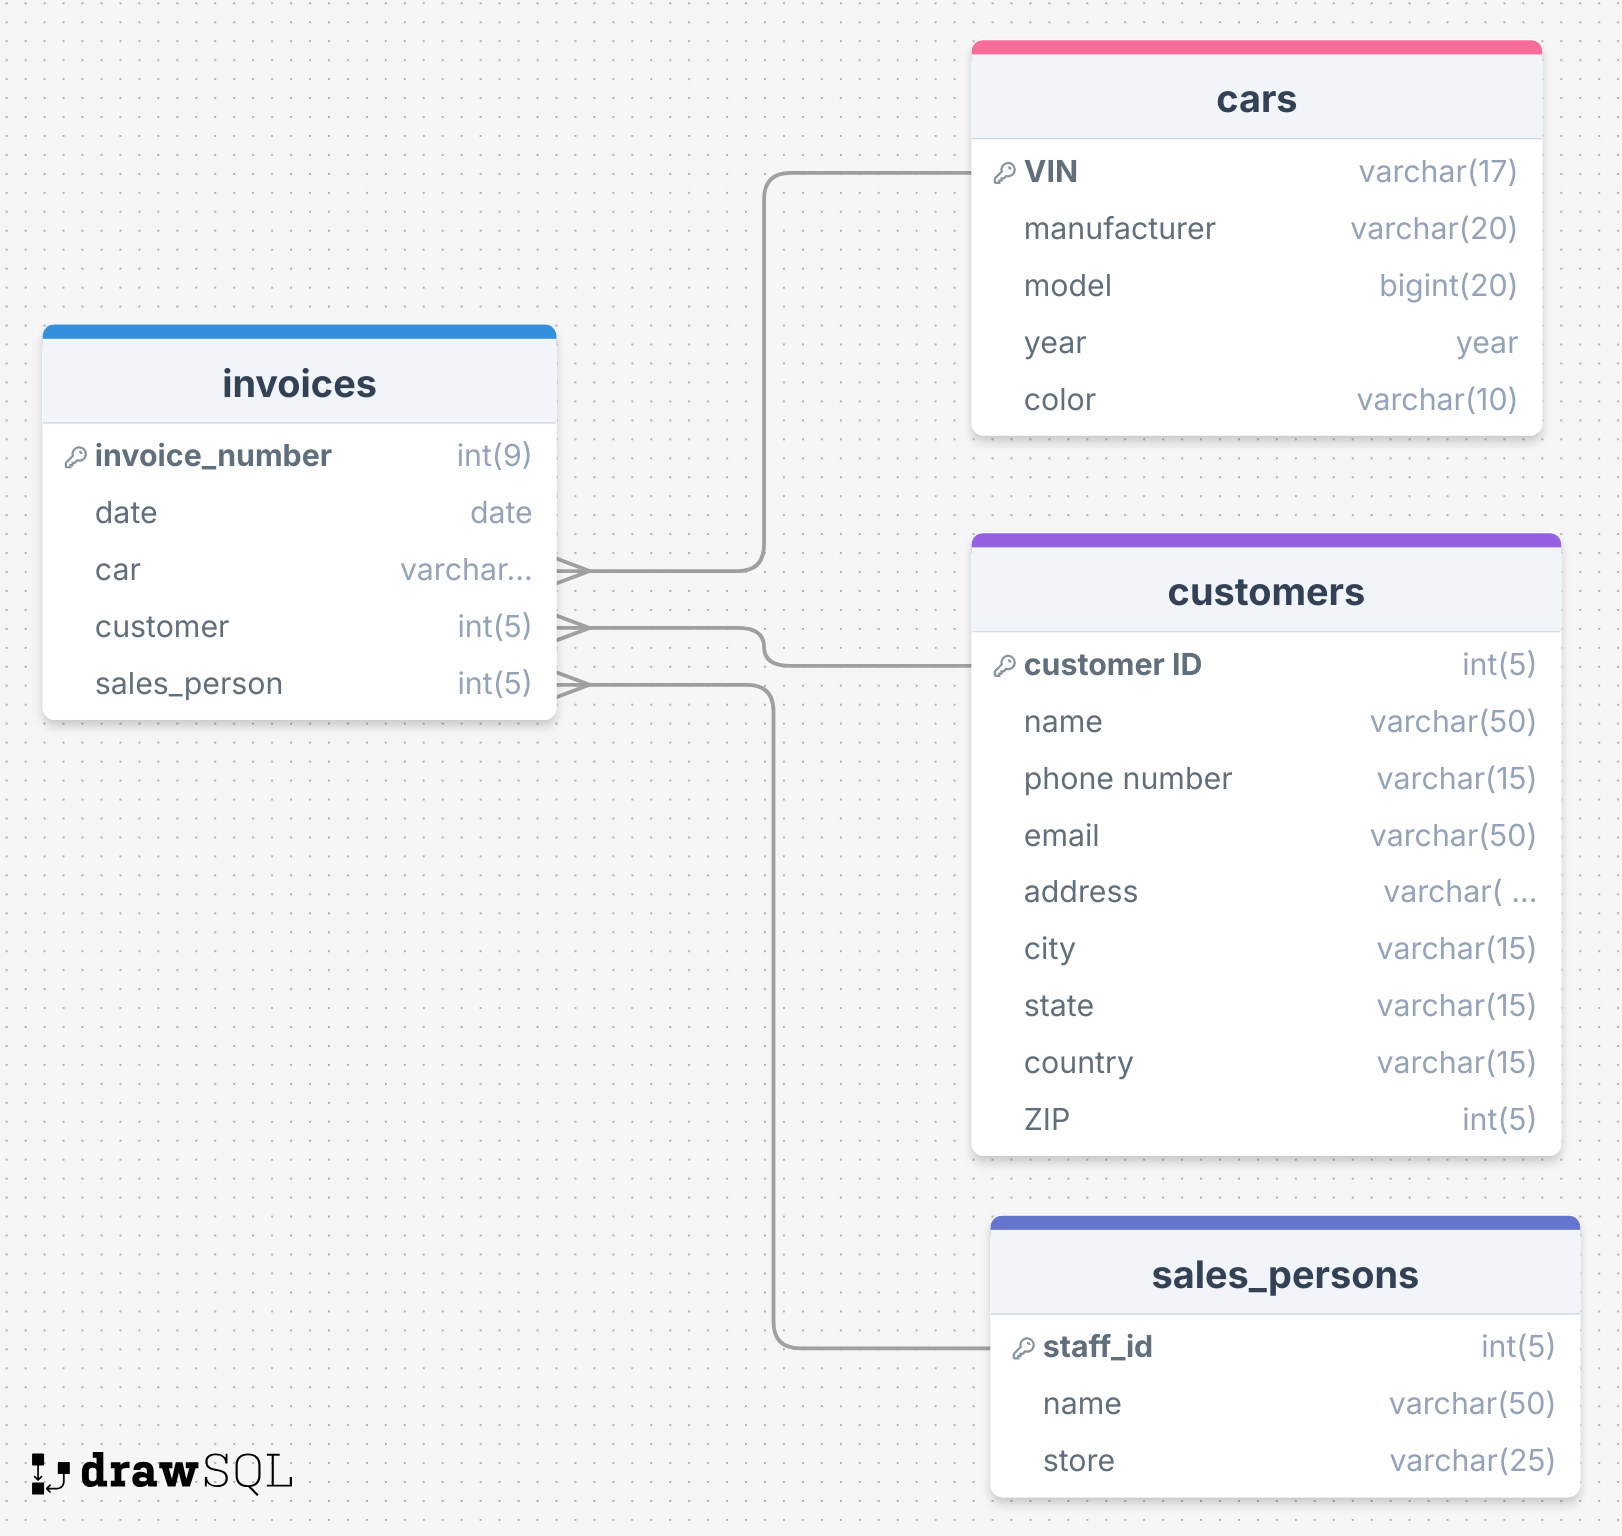 cars
VIN varchar(17)
manufacturer varchar(20)
model bigint(20)
year year
color varchar(10)
invoices
invoice_number int(9)
date date
car varchar...
customer int(5)
sales_person int(5)
customers
customer ID int(5)
name varchar(50)
phone number varchar(15)
email varchar(50)
address varchar( ...
city varchar(15)
state varchar(15)
country varchar(15)
ZIP int(5)
sales_persons
staff_id int(5)
name varchar(50)
store varchar(25)
drawSQL